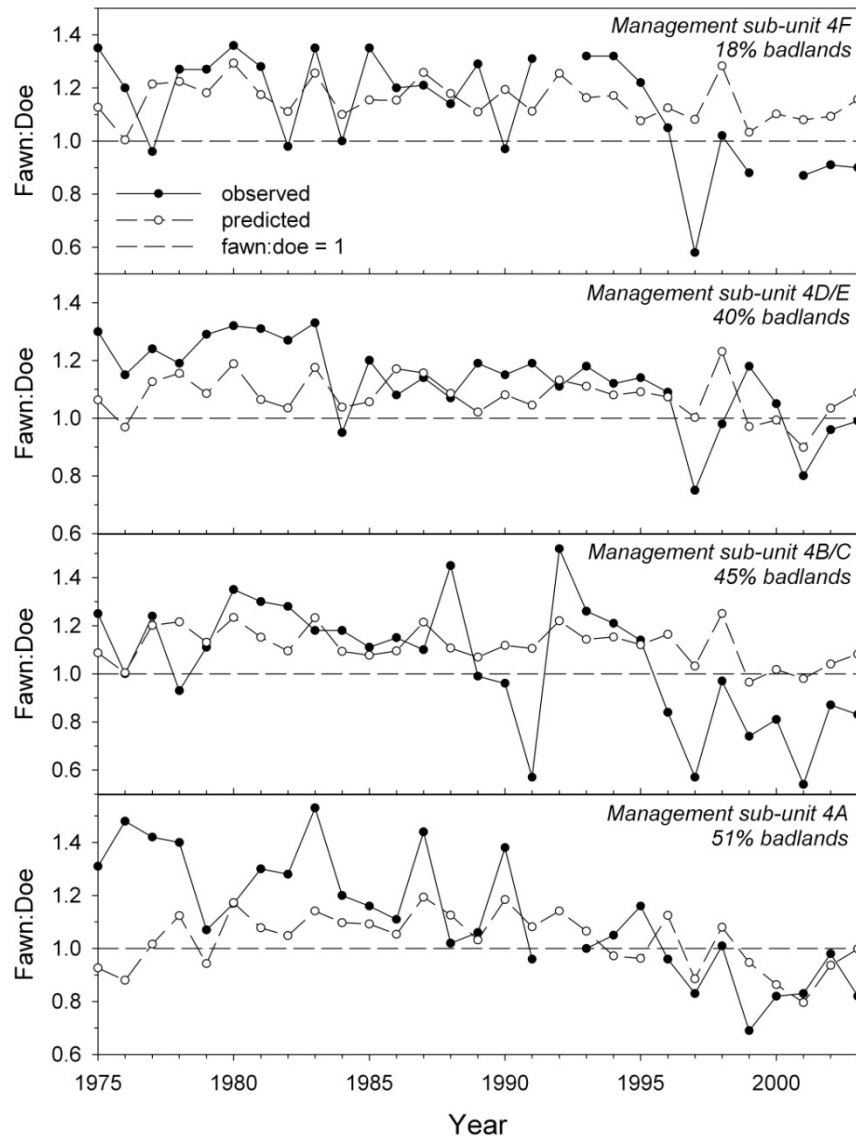 Management sub-unit 4F
18% badlands
1.4
1.2
1.0
0.8
0.6
Fawn:Doe
observed
predicted
fawn:doe = 1
Management sub-unit 4D/E
40% badlands
1.4
1.2
1.0
0.8
0.6
Fawn:Doe
Management sub-unit 4B/C
45% badlands
1.4
1.2
1.0
0.8
0.6
Fawn:Doe
Management sub-unit 4A
51% badlands
1.4
1.2
1.0
0.8
0.6
Fawn:Doe
1975 1980 1985 1990 1995 2000
Year